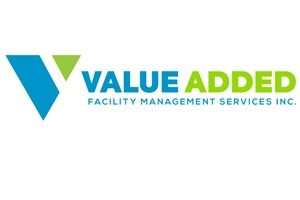 VALUE ADDED
FACILITY MANAGEMENT SERVICES INC.